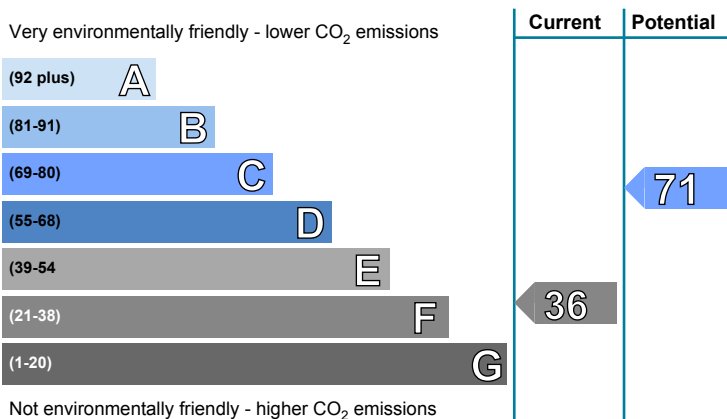 Current Potential
Very environmentally friendly - lower CO2 emissions
(92 plus) A
(81-91) B
(69-80) C
71
(55-68) D
(39-54 E
36
(21-38) F
(1-20) G
Not environmentally friendly - higher CO2 emissions